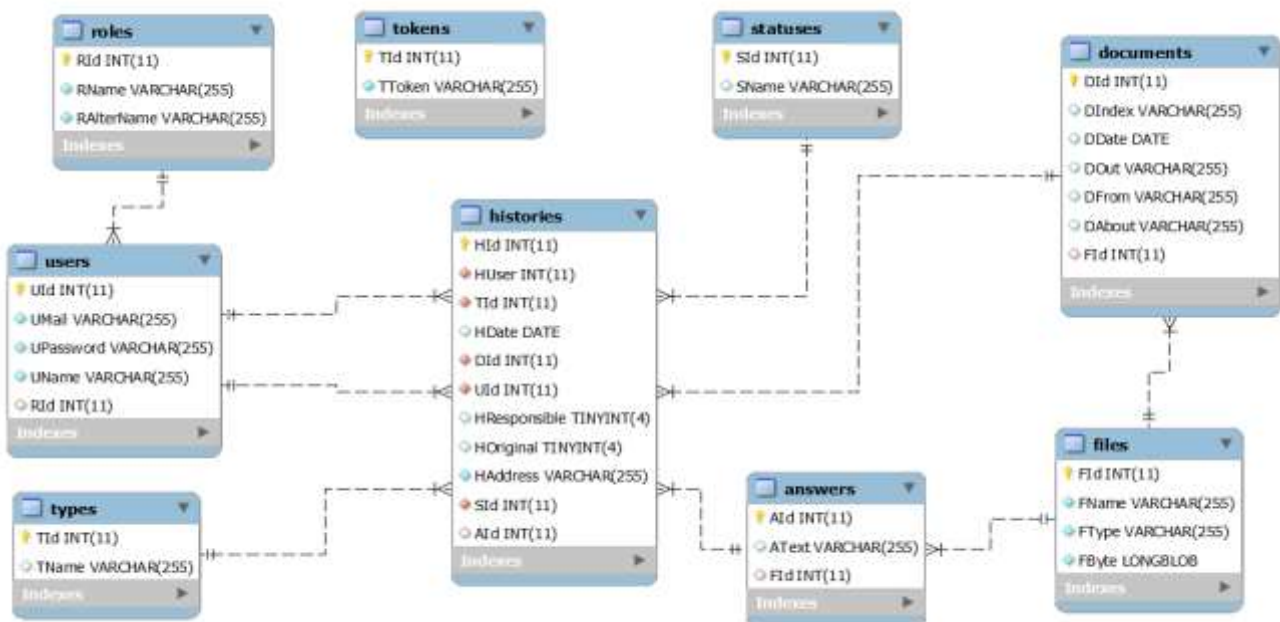 roles
RId INT(11)
RName VARCHAR(255)
RAlterName VARCHAR(255)
Indexes
tokens
TId INT(11)
TToken VARCHAR(255)
Indexes
statuses
SId INT(11)
SName VARCHAR(255)
Indexes
documents
DId INT(11)
DIndex VARCHAR(255)
DDate DATE
DOut VARCHAR(255)
DFrom VARCHAR(255)
DAbout VARCHAR(255)
FId INT(11)
Indexes
users
UId INT(11)
UMail VARCHAR(255)
UPassword VARCHAR(255)
UName VARCHAR(255)
RId INT(11)
Indexes
histories
HId INT(11)
HUser INT(11)
TId INT(11)
HDate DATE
DId INT(11)
UId INT(11)
HResponsible TINYINT(4)
HOriginal TINYINT(4)
HAddress VARCHAR(255)
SId INT(11)
AId INT(11)
Indexes
types
TId INT(11)
TName VARCHAR(255)
Indexes
answers
AId INT(11)
AText VARCHAR(255)
FId INT(11)
Indexes
files
FId INT(11)
FName VARCHAR(255)
FType VARCHAR(255)
FByte LONGBLOB
Indexes